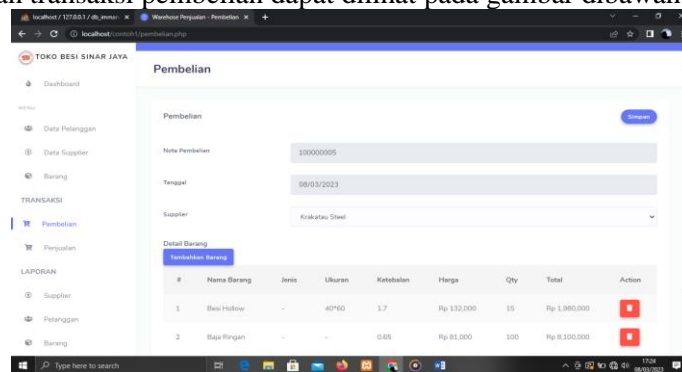 an transaksi pembelian dapat dilihat pada gambar dibawah
localhost / 127.0.0.1 / db_inmar
Warehose Penjualan - Pembelian
localhost/contoh1/pembelian.php
TOKO BESI SINAR JAYA
Pembelian
Dashboard
MENU
Data Pelanggan
Data Supplier
Barang
TRANSAKSI
Pembelian
Penjualan
LAPORAN
Supplier
Pelanggan
Barang
Pembelian
Simpan
Nota Pembelian
100000005
Tanggal
08/03/2023
Supplier
Krakatau Steel
Detail Barang
Tambahkan Barang
# Nama Barang Jenis Ukuran Ketebalan Harga Qty Total Action
1 Besi Hollow - 40*60 1.7 Rp 132,000 15 Rp 1,980,000
2 Baja Ringan - - 0.65 Rp 81,000 100 Rp 8,100,000
Type here to search
17:24
08/03/2023